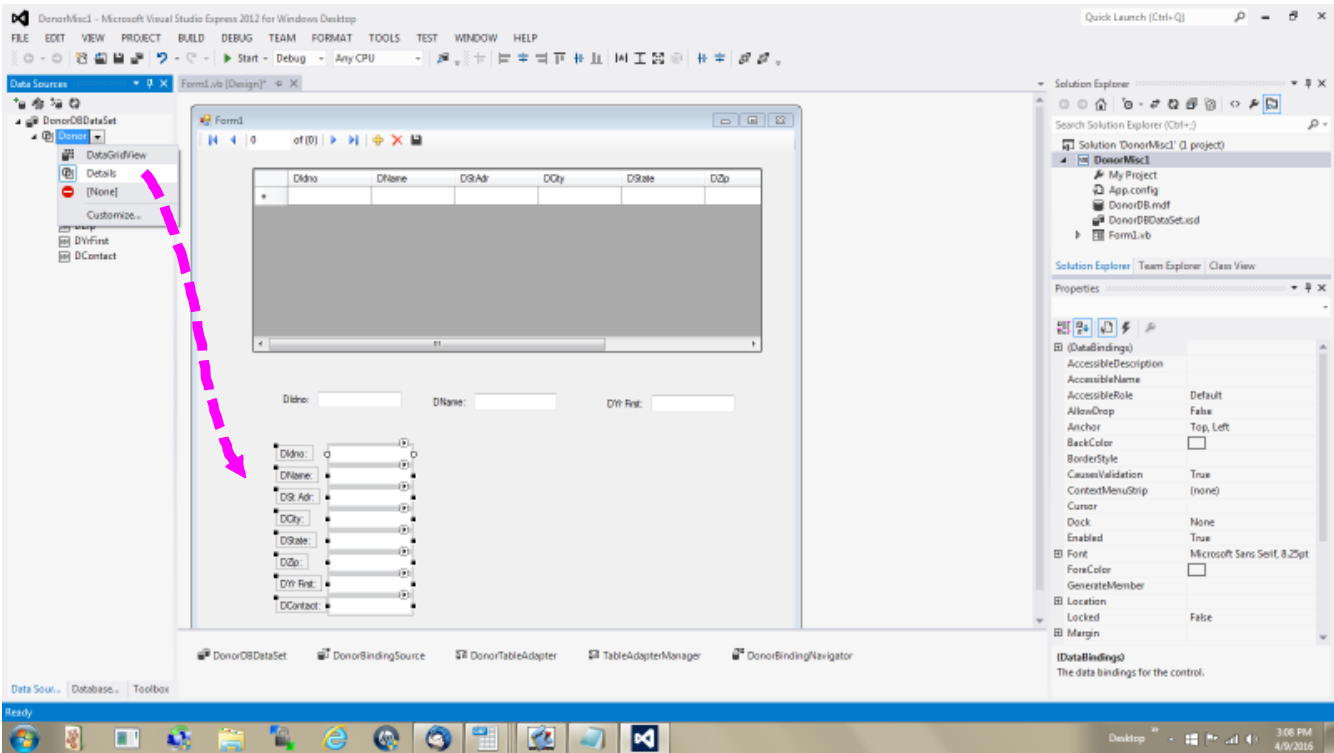 DonorMisc1 - Microsoft Visual Studio Express 2012 for Windows Desktop
Quick Launch (Ctrl+Q)
FILE EDIT VIEW PROJECT BUILD DEBUG TEAM FORMAT TOOLS TEST WINDOW HELP
Start Debug Any CPU
Data Sources
DonorDBDataSet
Donor
DataGridView
Details
[None]
Customize...
DZip
DYrFirst
DContact
Data Sour... Database... Toolbox
Form1.vb [Design]*
Form1
0 of {0}
DIdno DName DStAdr DCity DState DZip
DIdno: DName: DYr First:
DIdno:
DName:
DSt Adr:
DCity:
DState:
DZip:
DYr First:
DContact:
DonorDBDataSet DonorBindingSource DonorTableAdapter TableAdapterManager DonorBindingNavigator
Solution Explorer
Search Solution Explorer (Ctrl+;)
Solution 'DonorMisc1' (1 project)
DonorMisc1
My Project
App.config
DonorDB.mdf
DonorDBDataSet.xsd
Form1.vb
Solution Explorer Team Explorer Class View
Properties
(DataBindings)
AccessibleDescription
AccessibleName
AccessibleRole Default
AllowDrop False
Anchor Top, Left
BackColor
BorderStyle
CausesValidation True
ContextMenuStrip (none)
Cursor
Dock None
Enabled True
Font Microsoft Sans Serif, 8.25pt
ForeColor
GenerateMember
Location
Locked False
Margin
(DataBindings)
The data bindings for the control.
Ready
Desktop
3:08 PM
4/9/2016